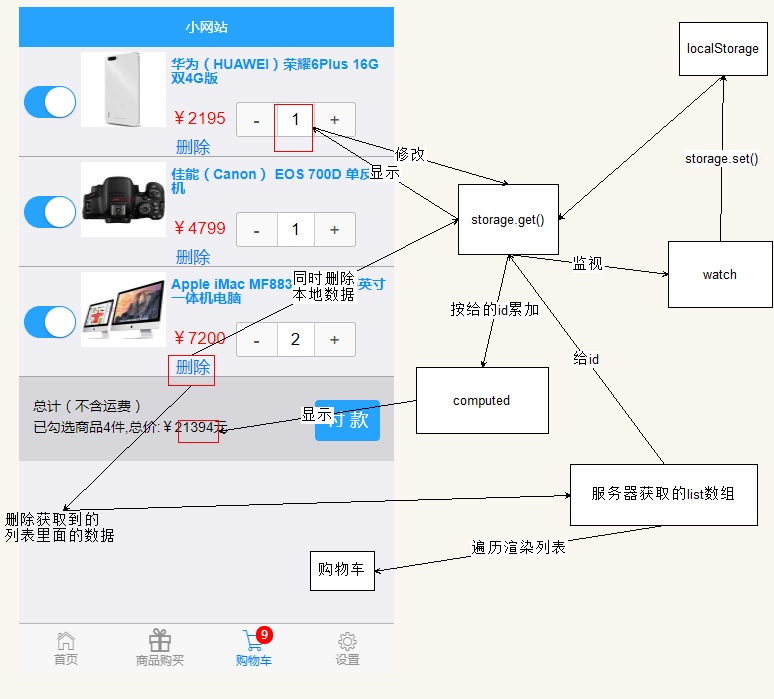 小网站
华为（HUAWEI）荣耀6Plus 16G
双4G版
￥2195
- 1 +
删除
佳能（Canon） EOS 700D 单反
机
￥4799
- 1 +
删除
Apple iMac MF883
英寸
一体机电脑
￥7200
- 2 +
删除
总计（不含运费）
已勾选商品4件,总价:￥21394元
付 款
首页
商品购买
9
购物车
设置
修改
显示
同时删除
本地数据
storage.get()
localStorage
storage.set()
监视
watch
按给的id累加
给id
computed
显示
服务器获取的list数组
删除获取到的
列表里面的数据
遍历渲染列表
购物车